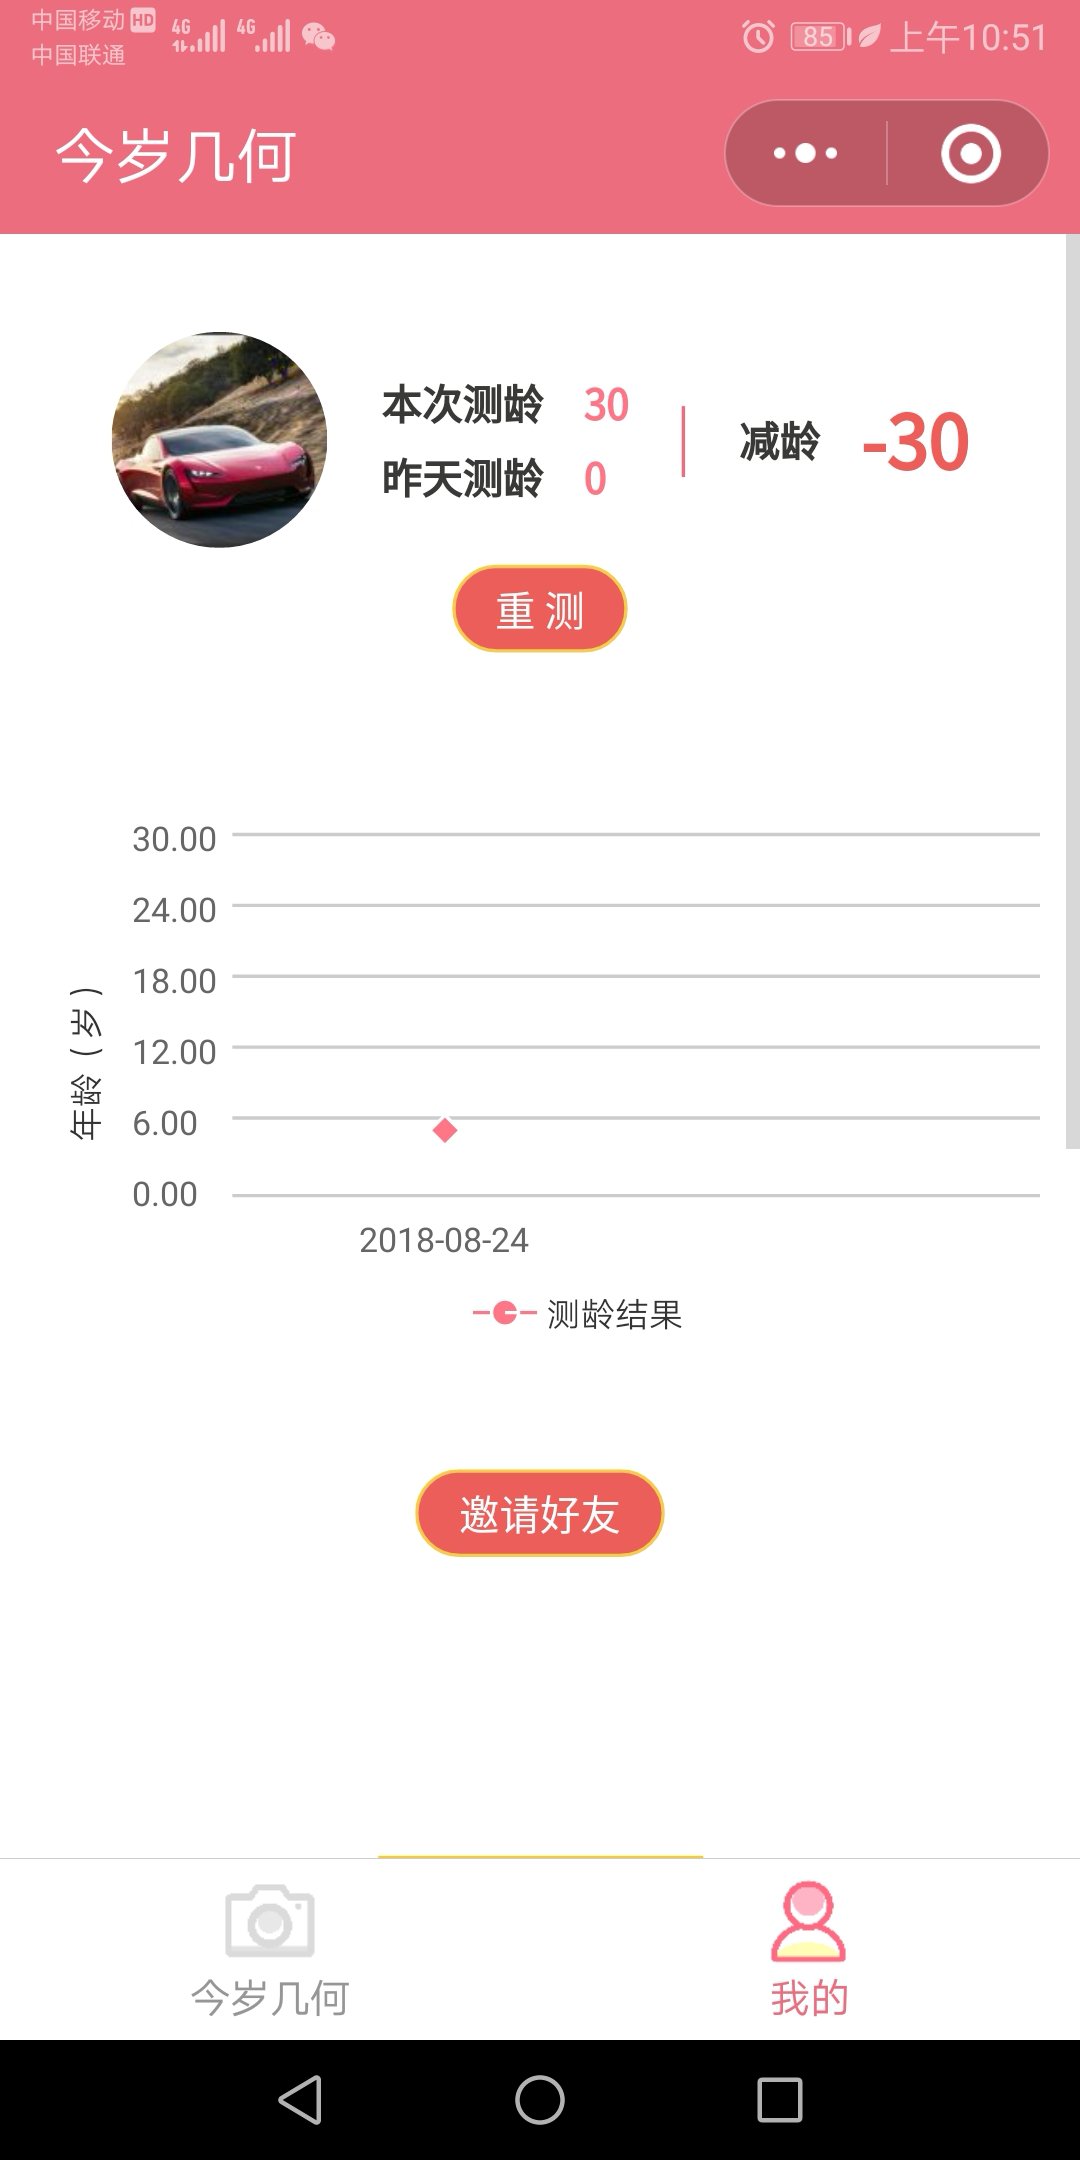 中国移动 HD 4G 4G 85 上午10:51
中国联通
今岁几何
本次测龄 30
昨天测龄 0
减龄 -30
重 测
30.00
24.00
18.00
12.00
6.00
0.00
年龄（岁）
2018-08-24
测龄结果
邀请好友
今岁几何
我的